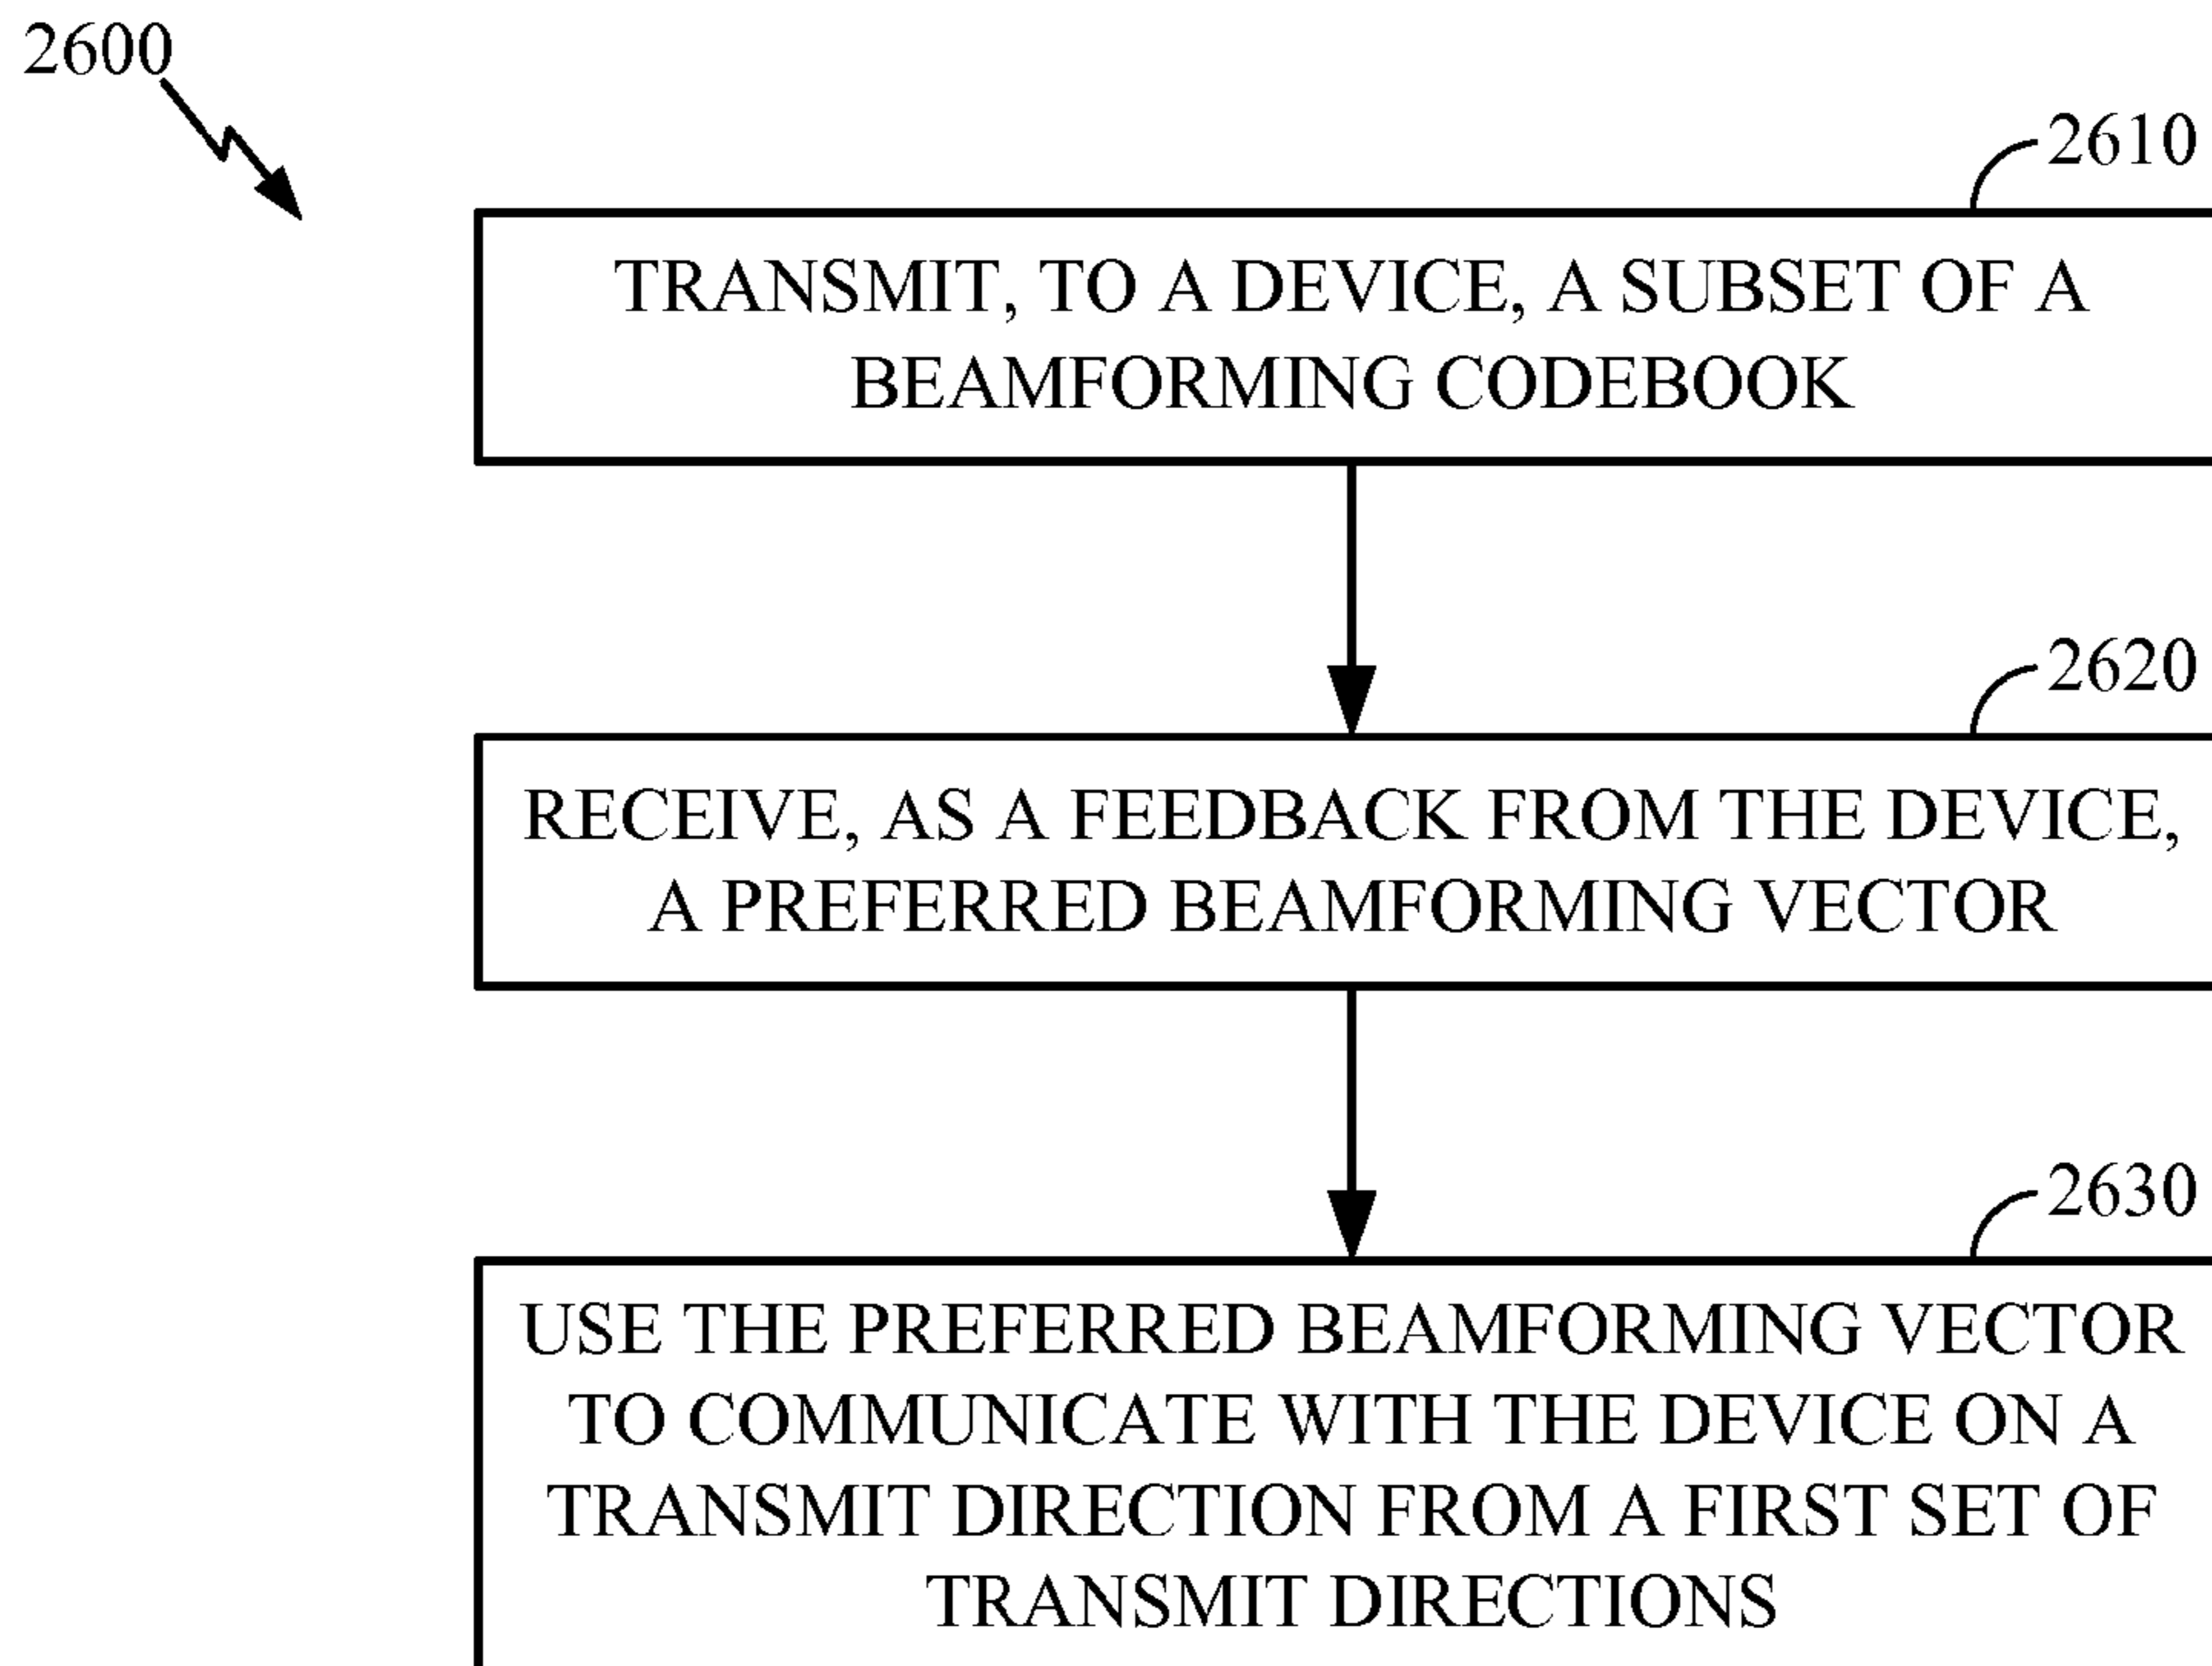 2600
2610
TRANSMIT, TO A DEVICE, A SUBSET OF A
BEAMFORMING CODEBOOK
2620
RECEIVE, AS A FEEDBACK FROM THE DEVICE,
A PREFERRED BEAMFORMING VECTOR
2630
USE THE PREFERRED BEAMFORMING VECTOR
TO COMMUNICATE WITH THE DEVICE ON A
TRANSMIT DIRECTION FROM A FIRST SET OF
TRANSMIT DIRECTIONS